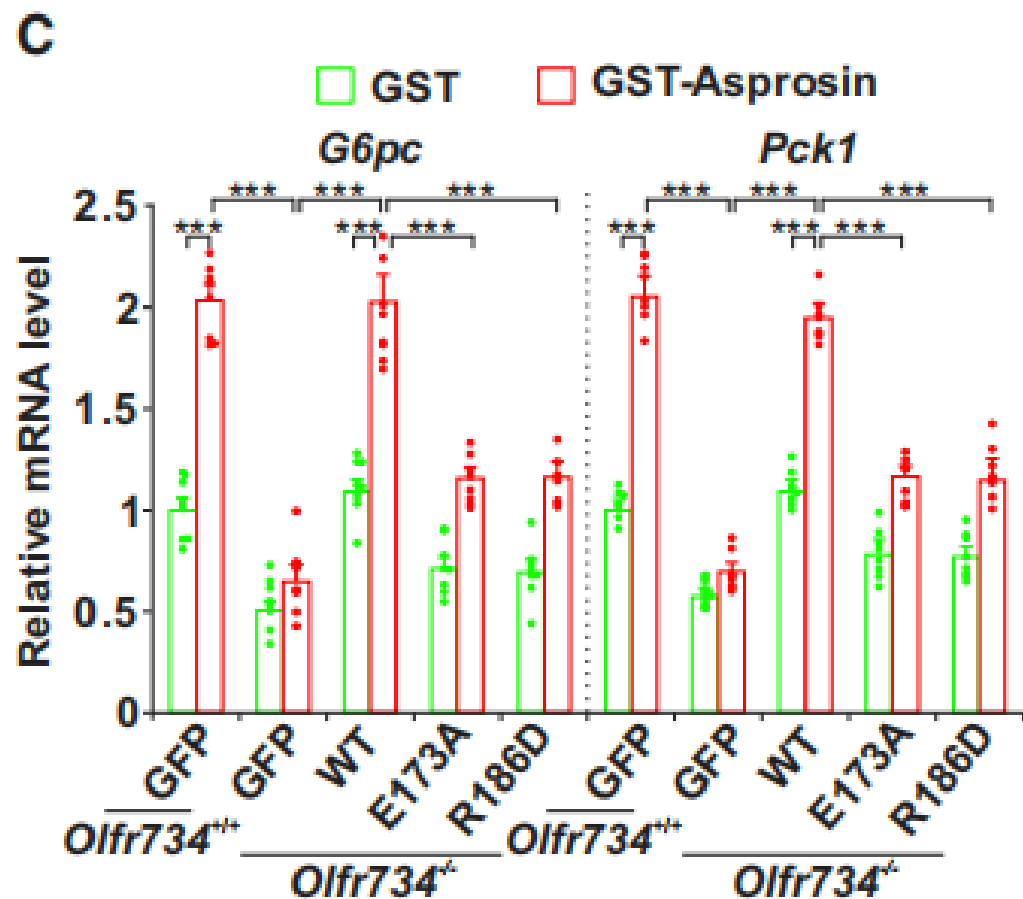 C
GST GST-Asprosin
G6pc Pck1
*** *** *** *** *** ***
*** *** *** *** *** ***
2.5
2
1.5
1
0.5
0
Relative mRNA level
GFP GFP WT E173A R186D GFP GFP WT E173A R186D
Olfr734+/+ Olfr734+/+
Olfr734-/- Olfr734-/-